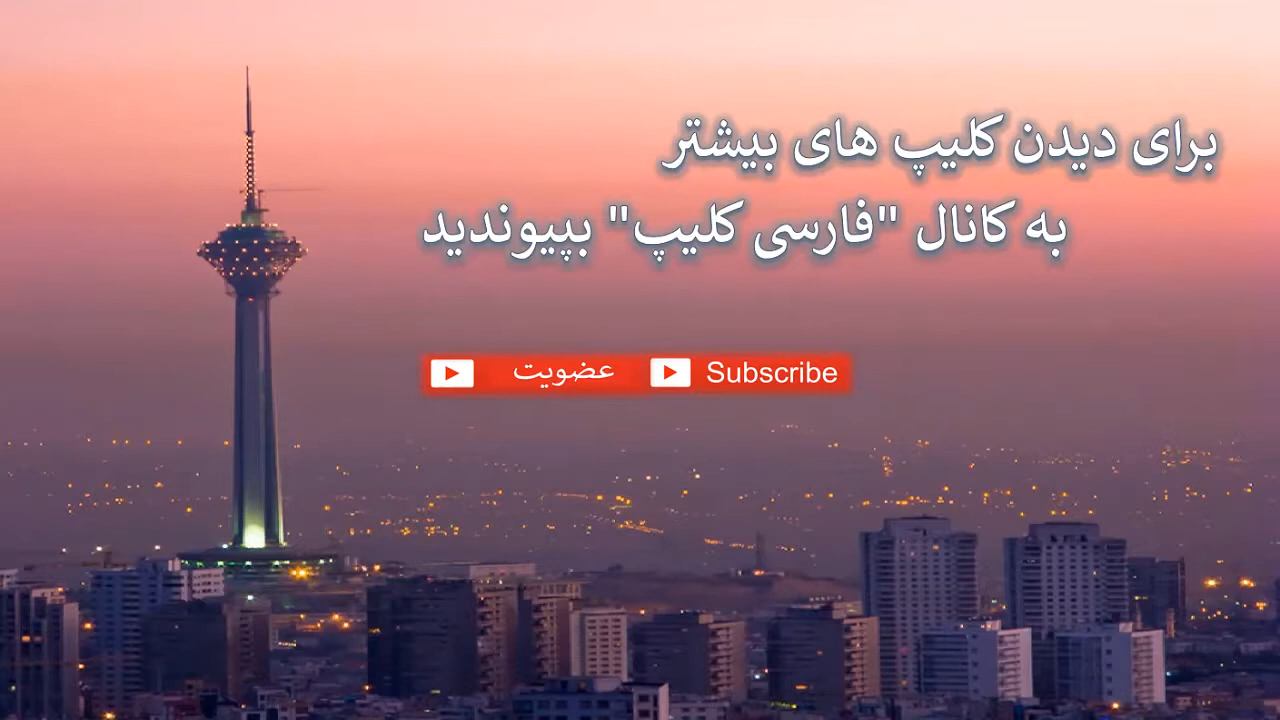 برای دیدن کلیپ های بیشتر
به کانال "فارسی کلیپ" بپیوندید
عضویت Subscribe